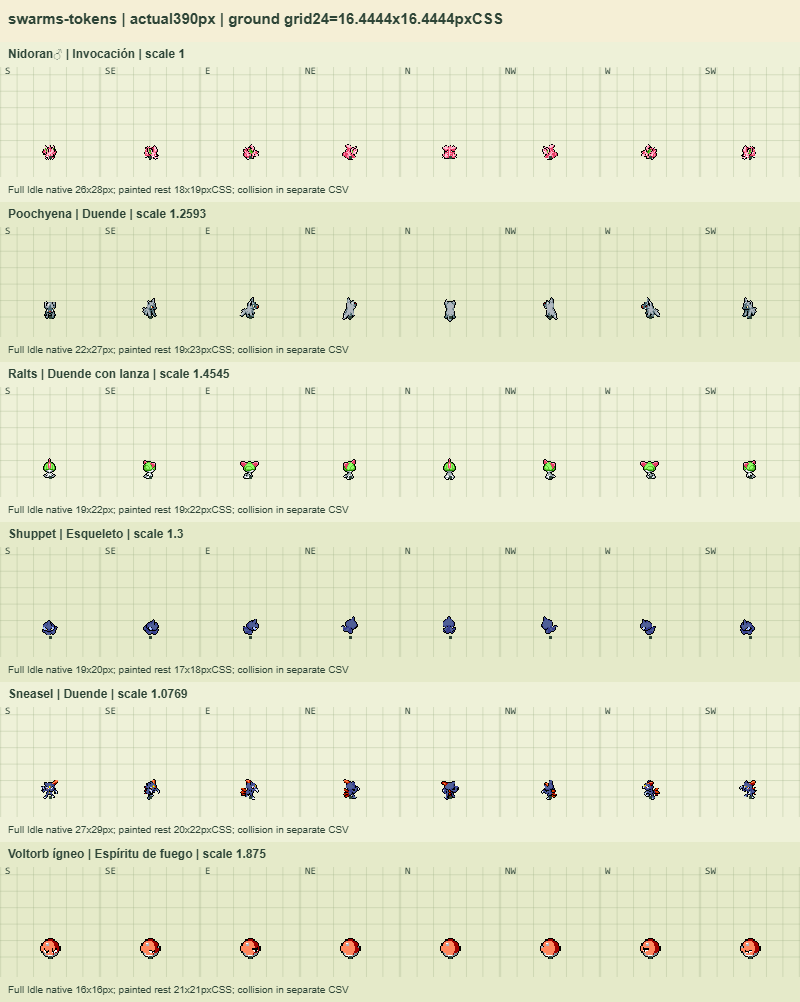 swarms-tokens | actual390px | ground grid24=16.4444x16.4444pxCSS
Nidoran♂ | Invocación | scale 1
S SE E NE N NW W SW
Full Idle native 26x28px; painted rest 18x19pxCSS; collision in separate CSV
Poochyena | Duende | scale 1.2593
S SE E NE N NW W SW
Full Idle native 22x27px; painted rest 19x23pxCSS; collision in separate CSV
Ralts | Duende con lanza | scale 1.4545
S SE E NE N NW W SW
Full Idle native 19x22px; painted rest 19x22pxCSS; collision in separate CSV
Shuppet | Esqueleto | scale 1.3
S SE E NE N NW W SW
Full Idle native 19x20px; painted rest 17x18pxCSS; collision in separate CSV
Sneasel | Duende | scale 1.0769
S SE E NE N NW W SW
Full Idle native 27x29px; painted rest 20x22pxCSS; collision in separate CSV
Voltorb ígneo | Espíritu de fuego | scale 1.875
S SE E NE N NW W SW
Full Idle native 16x16px; painted rest 21x21pxCSS; collision in separate CSV